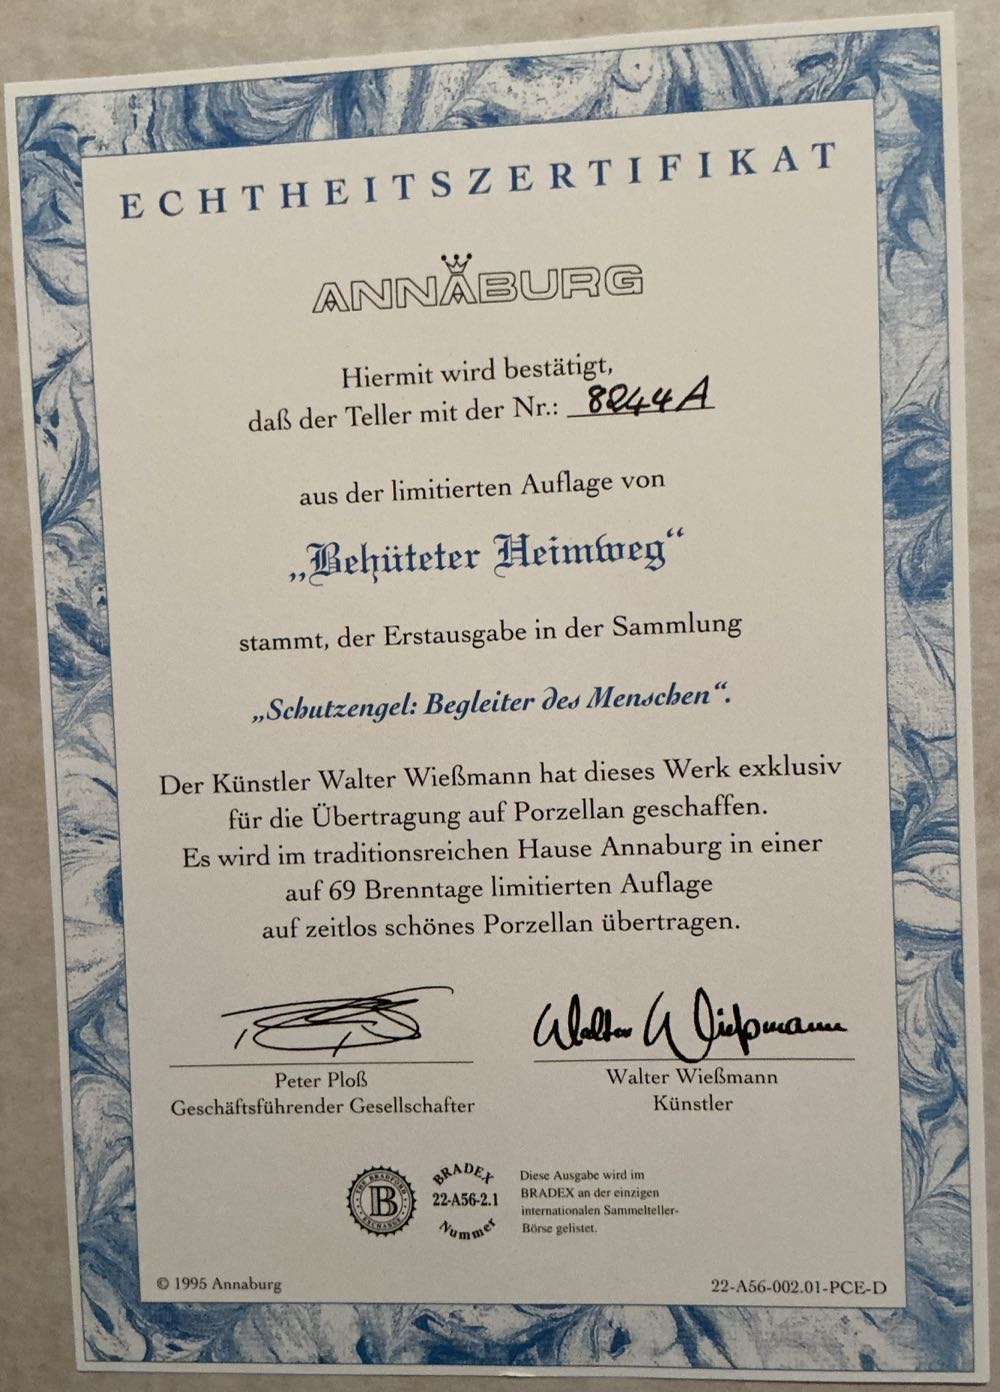 ECHTHEITSZERTIFIKAT
ANNABURG
Hiermit wird bestätigt,
daß der Teller mit der Nr.: 8244A
aus der limitierten Auflage von
„Behüteter Heimweg“
stammt, der Erstausgabe in der Sammlung
„Schutzengel: Begleiter des Menschen“.
Der Künstler Walter Wießmann hat dieses Werk exklusiv
für die Übertragung auf Porzellan geschaffen.
Es wird im traditionsreichen Hause Annaburg in einer
auf 69 Brenntage limitierten Auflage
auf zeitlos schönes Porzellan übertragen.
Walter Wießmann
Peter Ploß
Geschäftsführender Gesellschafter
Walter Wießmann
Künstler
THE BRADFORD
B
EXCHANGE
BRADEX
22-A56-2.1
Nummer
Diese Ausgabe wird im
BRADEX an der einzigen
internationalen Sammelteller-
Börse gelistet.
© 1995 Annaburg
22-A56-002.01-PCE-D